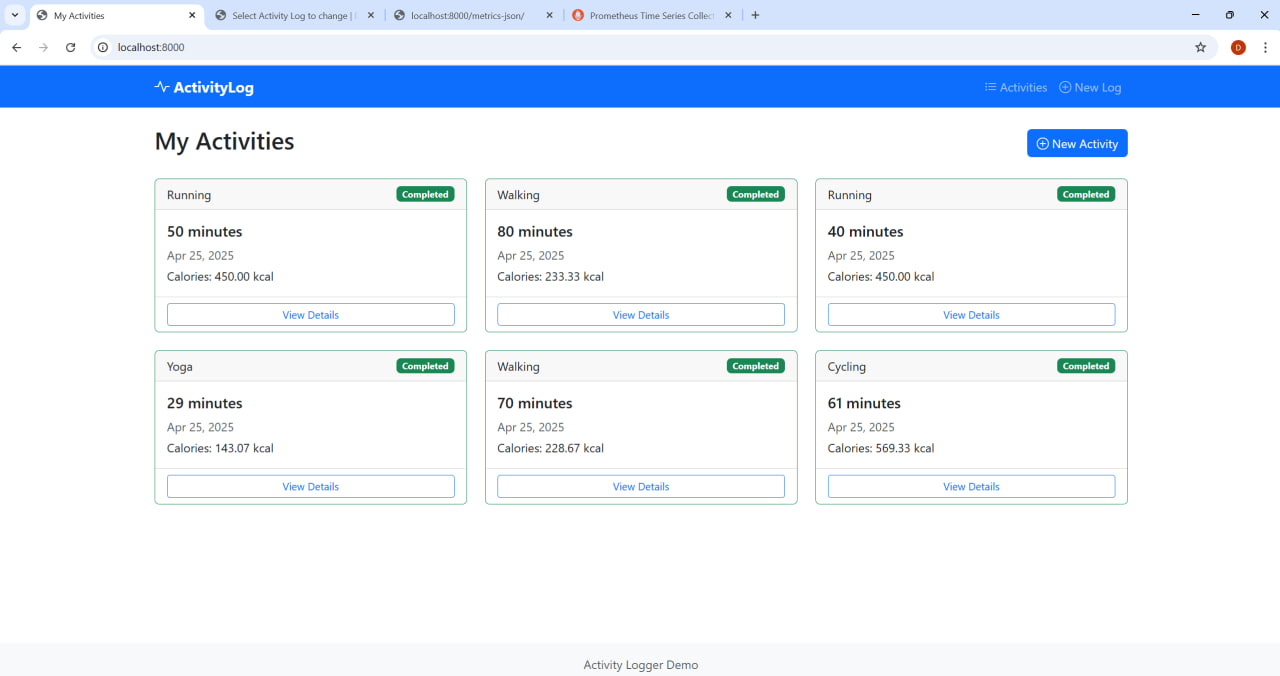 My Activities
Select Activity Log to change |
localhost:8000/metrics-json/
Prometheus Time Series Collect
localhost:8000
D
ActivityLog
Activities
New Log
My Activities
New Activity
Running Completed
50 minutes
Apr 25, 2025
Calories: 450.00 kcal
View Details
Walking Completed
80 minutes
Apr 25, 2025
Calories: 233.33 kcal
View Details
Running Completed
40 minutes
Apr 25, 2025
Calories: 450.00 kcal
View Details
Yoga Completed
29 minutes
Apr 25, 2025
Calories: 143.07 kcal
View Details
Walking Completed
70 minutes
Apr 25, 2025
Calories: 228.67 kcal
View Details
Cycling Completed
61 minutes
Apr 25, 2025
Calories: 569.33 kcal
View Details
Activity Logger Demo